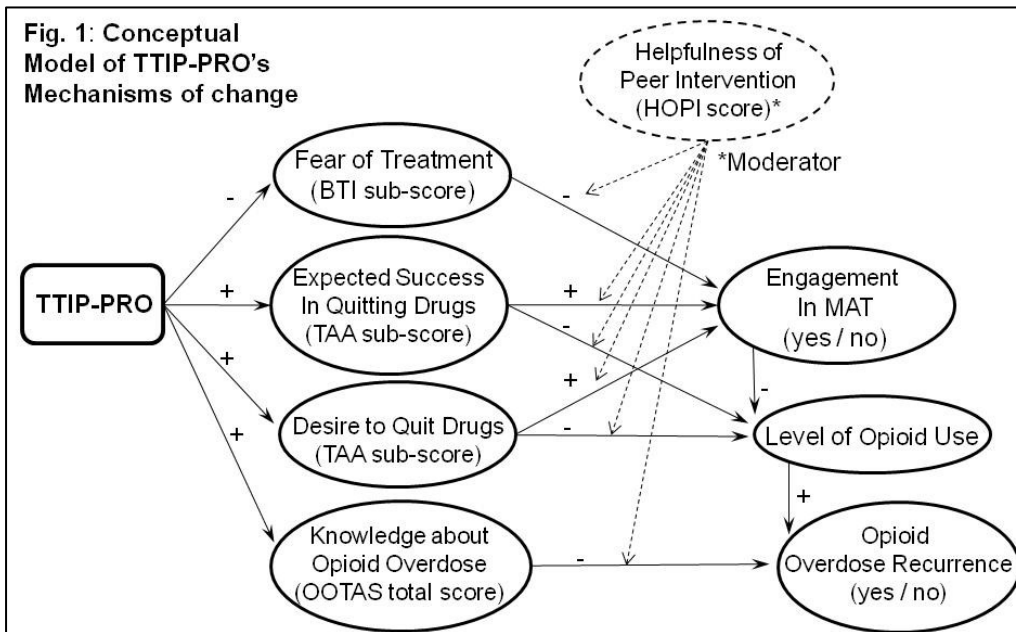 Fig. 1: Conceptual
Model of TTIP-PRO's
Mechanisms of change
Helpfulness of
Peer Intervention
(HOPI score)*
*Moderator
Fear of Treatment
(BTI sub-score)
-
-
TTIP-PRO
+
Expected Success
In Quitting Drugs
(TAA sub-score)
+
-
Engagement
In MAT
(yes / no)
+
+
-
Desire to Quit Drugs
(TAA sub-score)
-
Level of Opioid Use
+
+
Knowledge about
Opioid Overdose
(OOTAS total score)
-
Opioid
Overdose Recurrence
(yes / no)